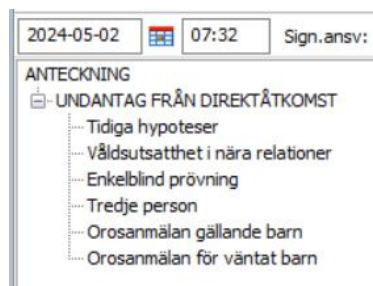 2024-05-02 07:32 Sign.ansv:
ANTECKNING
UNDANTAG FRÅN DIREKTÅTKOMST
Tidiga hypoteser
Våldsutsatthet i nära relationer
Enkelblind prövning
Tredje person
Orosanmälan gällande barn
Orosanmälan för väntat barn